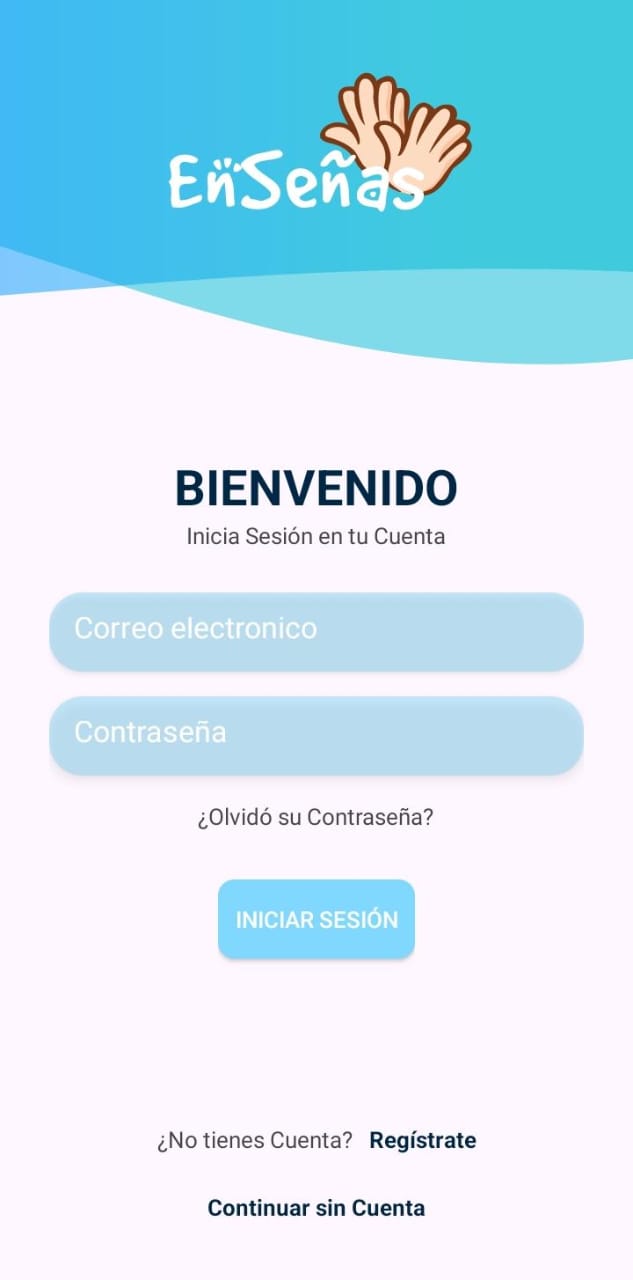 EnSeñas
BIENVENIDO
Inicia Sesión en tu Cuenta
Correo electronico
Contraseña
¿Olvidó su Contraseña?
INICIAR SESIÓN
¿No tienes Cuenta? Regístrate
Continuar sin Cuenta